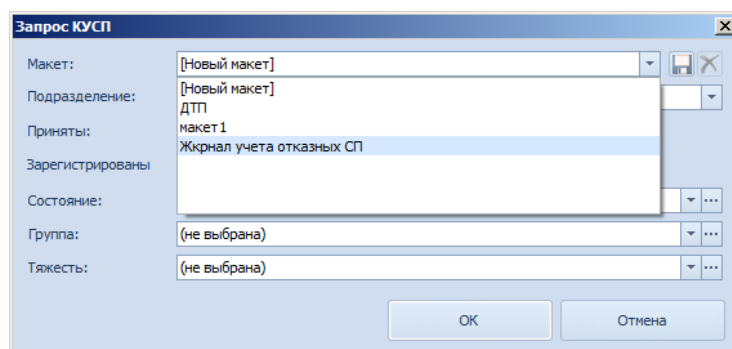 Запрос КУСП
Макет: [Новый макет]
[Новый макет]
Подразделение:
ДТП
макет1
Приняты:
Жкрнал учета отказных СП
Зарегистрированы
Состояние:
Группа: (не выбрана)
Тяжесть: (не выбрана)
ОК Отмена